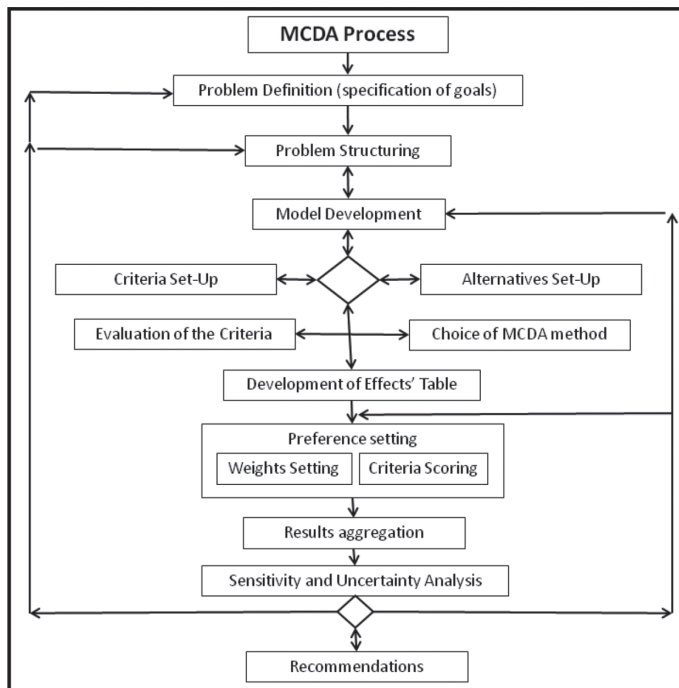 MCDA Process
Problem Definition (specification of goals)
Problem Structuring
Model Development
Criteria Set-Up
Alternatives Set-Up
Evaluation of the Criteria
Choice of MCDA method
Development of Effects' Table
Preference setting
Weights Setting
Criteria Scoring
Results aggregation
Sensitivity and Uncertainty Analysis
Recommendations